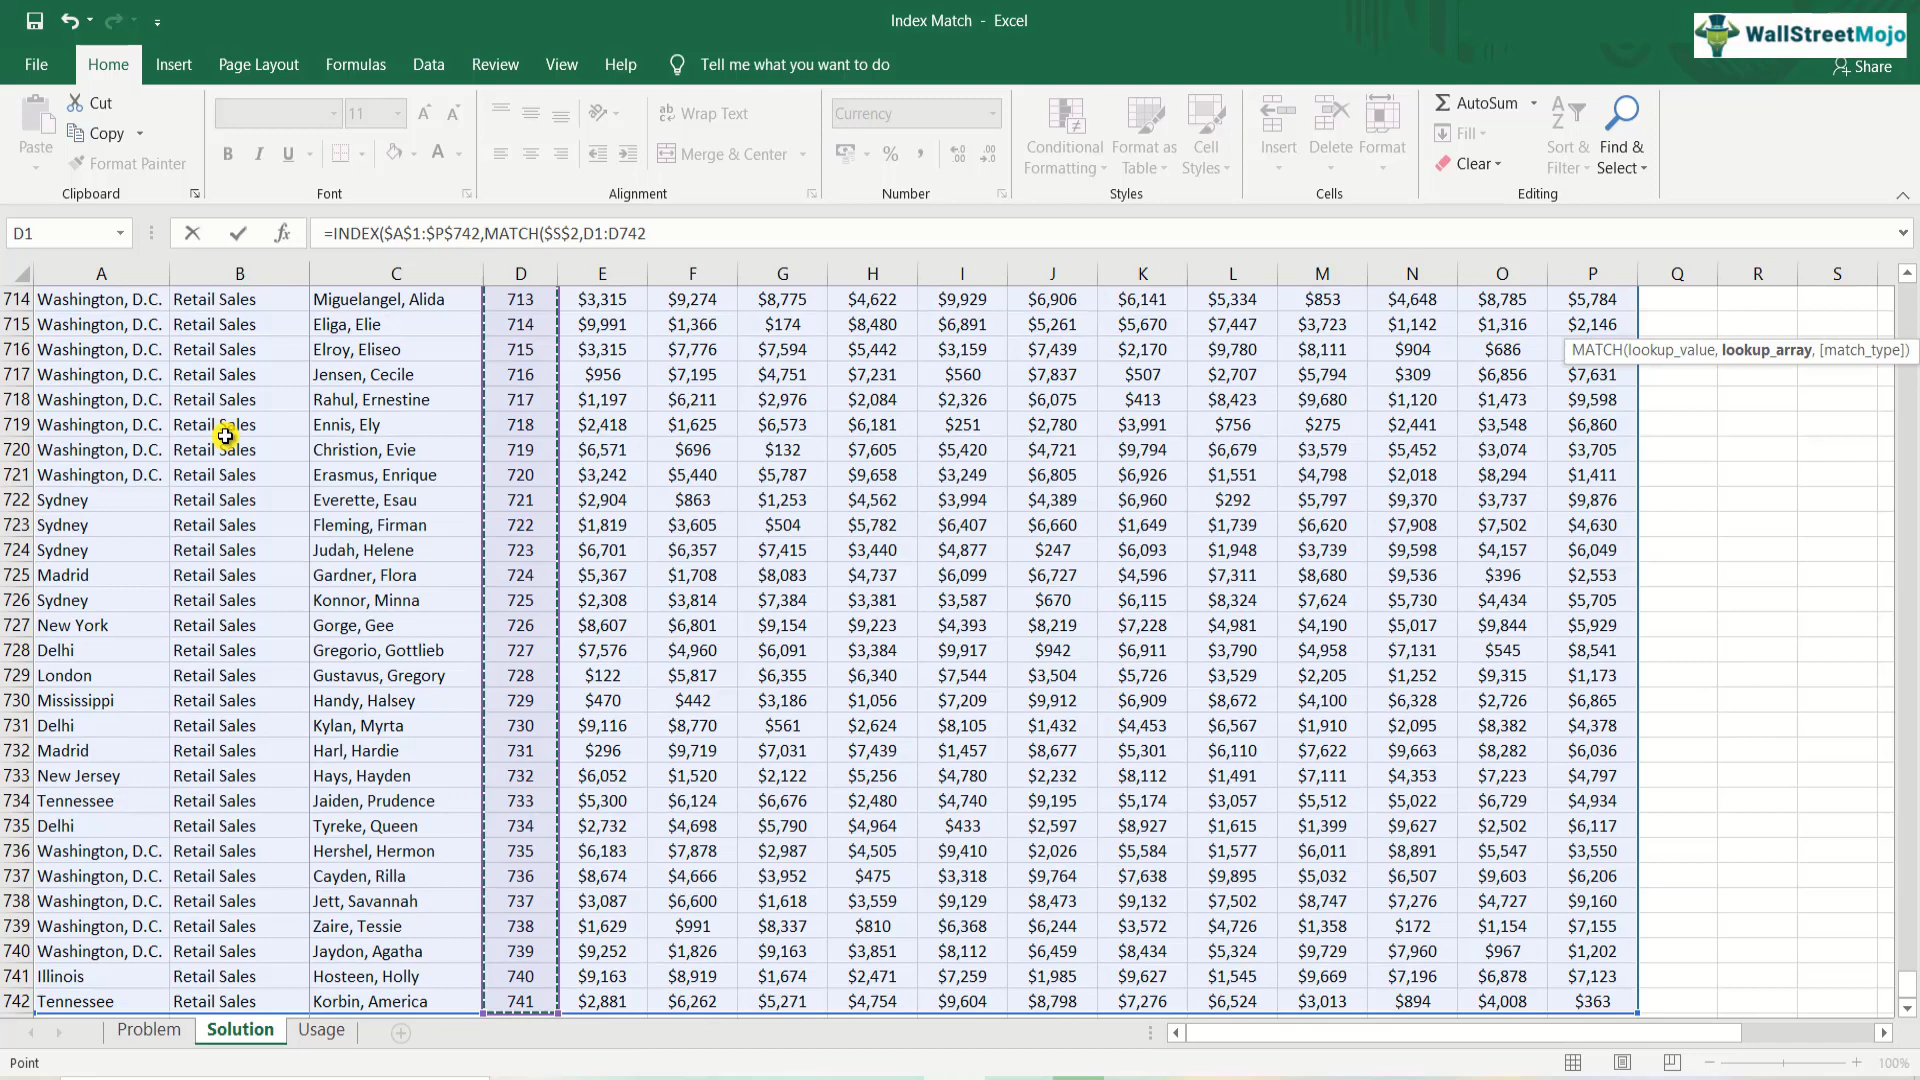 Index Match - Excel
WallStreetMojo
File Home Insert Page Layout Formulas Data Review View Help Tell me what you want to do Share
Cut
Copy
Format Painter
Paste
Clipboard
11
Font
Wrap Text
Merge & Center
Alignment
Currency
Number
Conditional Formatting
Format as Table
Cell Styles
Styles
Insert Delete Format
Cells
AutoSum
Fill
Clear
Sort & Filter
Find & Select
Editing
D1 =INDEX($A$1:$P$742,MATCH($S$2,D1:D742
A B C D E F G H I J K L M N O P Q R S
714 Washington, D.C. Retail Sales Miguelangel, Alida 713 $3,315 $9,274 $8,775 $4,622 $9,929 $6,906 $6,141 $5,334 $853 $4,648 $8,785 $5,784
715 Washington, D.C. Retail Sales Eliga, Elie 714 $9,991 $1,366 $174 $8,480 $6,891 $5,261 $5,670 $7,447 $3,723 $1,142 $1,316 $2,146
716 Washington, D.C. Retail Sales Elroy, Eliseo 715 $3,315 $7,776 $7,594 $5,442 $3,159 $7,439 $2,170 $9,780 $8,111 $904 $686
MATCH(lookup_value, lookup_array, [match_type])
717 Washington, D.C. Retail Sales Jensen, Cecile 716 $956 $7,195 $4,751 $7,231 $560 $7,837 $507 $2,707 $5,794 $309 $6,856 $7,631
718 Washington, D.C. Retail Sales Rahul, Ernestine 717 $1,197 $6,211 $2,976 $2,084 $2,326 $6,075 $413 $8,423 $9,680 $1,120 $1,473 $9,598
719 Washington, D.C. Retail Sales Ennis, Ely 718 $2,418 $1,625 $6,573 $6,181 $251 $2,780 $3,991 $756 $275 $2,441 $3,548 $6,860
720 Washington, D.C. Retail Sales Christion, Evie 719 $6,571 $696 $132 $7,605 $5,420 $4,721 $9,794 $6,679 $3,579 $5,452 $3,074 $3,705
721 Washington, D.C. Retail Sales Erasmus, Enrique 720 $3,242 $5,440 $5,787 $9,658 $3,249 $6,805 $6,926 $1,551 $4,798 $2,018 $8,294 $1,411
722 Sydney Retail Sales Everette, Esau 721 $2,904 $863 $1,253 $4,562 $3,994 $4,389 $6,960 $292 $5,797 $9,370 $3,737 $9,876
723 Sydney Retail Sales Fleming, Firman 722 $1,819 $3,605 $504 $5,782 $6,407 $6,660 $1,649 $1,739 $6,620 $7,908 $7,502 $4,630
724 Sydney Retail Sales Judah, Helene 723 $6,701 $6,357 $7,415 $3,440 $4,877 $247 $6,093 $1,948 $3,739 $9,598 $4,157 $6,049
725 Madrid Retail Sales Gardner, Flora 724 $5,367 $1,708 $8,083 $4,737 $6,099 $6,727 $4,596 $7,311 $8,680 $9,536 $396 $2,553
726 Sydney Retail Sales Konnor, Minna 725 $2,308 $3,814 $7,384 $3,381 $3,587 $670 $6,115 $8,324 $7,624 $5,730 $4,434 $5,705
727 New York Retail Sales Gorge, Gee 726 $8,607 $6,801 $9,154 $9,223 $4,393 $8,219 $7,228 $4,981 $4,190 $5,017 $9,844 $5,929
728 Delhi Retail Sales Gregorio, Gottlieb 727 $7,576 $4,960 $6,091 $3,384 $9,917 $942 $6,911 $3,790 $4,958 $7,131 $545 $8,541
729 London Retail Sales Gustavus, Gregory 728 $122 $5,817 $6,355 $6,340 $7,544 $3,504 $5,726 $3,529 $2,205 $1,252 $9,315 $1,173
730 Mississippi Retail Sales Handy, Halsey 729 $470 $442 $3,186 $1,056 $7,209 $9,912 $6,909 $8,672 $4,100 $6,328 $2,726 $6,865
731 Delhi Retail Sales Kylan, Myrta 730 $9,116 $8,770 $561 $2,624 $8,105 $1,432 $4,453 $6,567 $1,910 $2,095 $8,382 $4,378
732 Madrid Retail Sales Harl, Hardie 731 $296 $9,719 $7,031 $7,439 $1,457 $8,677 $5,301 $6,110 $7,622 $9,663 $8,282 $6,036
733 New Jersey Retail Sales Hays, Hayden 732 $6,052 $1,520 $2,122 $5,256 $4,780 $2,232 $8,112 $1,491 $7,111 $4,353 $7,223 $4,797
734 Tennessee Retail Sales Jaiden, Prudence 733 $5,300 $6,124 $6,676 $2,480 $4,740 $9,195 $5,174 $3,057 $5,512 $5,022 $6,729 $4,934
735 Delhi Retail Sales Tyreke, Queen 734 $2,732 $4,698 $5,790 $4,964 $433 $2,597 $8,927 $1,615 $1,399 $9,627 $2,502 $6,117
736 Washington, D.C. Retail Sales Hershel, Hermon 735 $6,183 $7,878 $2,987 $4,505 $9,410 $2,026 $5,584 $1,577 $6,011 $8,891 $5,547 $3,550
737 Washington, D.C. Retail Sales Cayden, Rilla 736 $8,674 $4,666 $3,952 $475 $3,318 $9,764 $7,638 $9,895 $5,032 $6,507 $9,603 $6,206
738 Washington, D.C. Retail Sales Jett, Savannah 737 $3,087 $6,600 $1,618 $3,559 $9,129 $8,473 $9,132 $7,502 $8,747 $7,276 $4,727 $9,160
739 Washington, D.C. Retail Sales Zaire, Tessie 738 $1,629 $991 $8,337 $810 $6,368 $6,244 $3,572 $4,726 $1,358 $172 $1,154 $7,155
740 Washington, D.C. Retail Sales Jaydon, Agatha 739 $9,252 $1,826 $9,163 $3,851 $8,112 $6,459 $8,434 $5,324 $9,729 $7,960 $967 $1,202
741 Illinois Retail Sales Hosteen, Holly 740 $9,163 $8,919 $1,674 $2,471 $7,259 $1,985 $9,627 $1,545 $9,669 $7,196 $6,878 $7,123
742 Tennessee Retail Sales Korbin, America 741 $2,881 $6,262 $5,271 $4,754 $9,604 $8,798 $7,276 $6,524 $3,013 $894 $4,008 $363
Problem Solution Usage
Point
100%